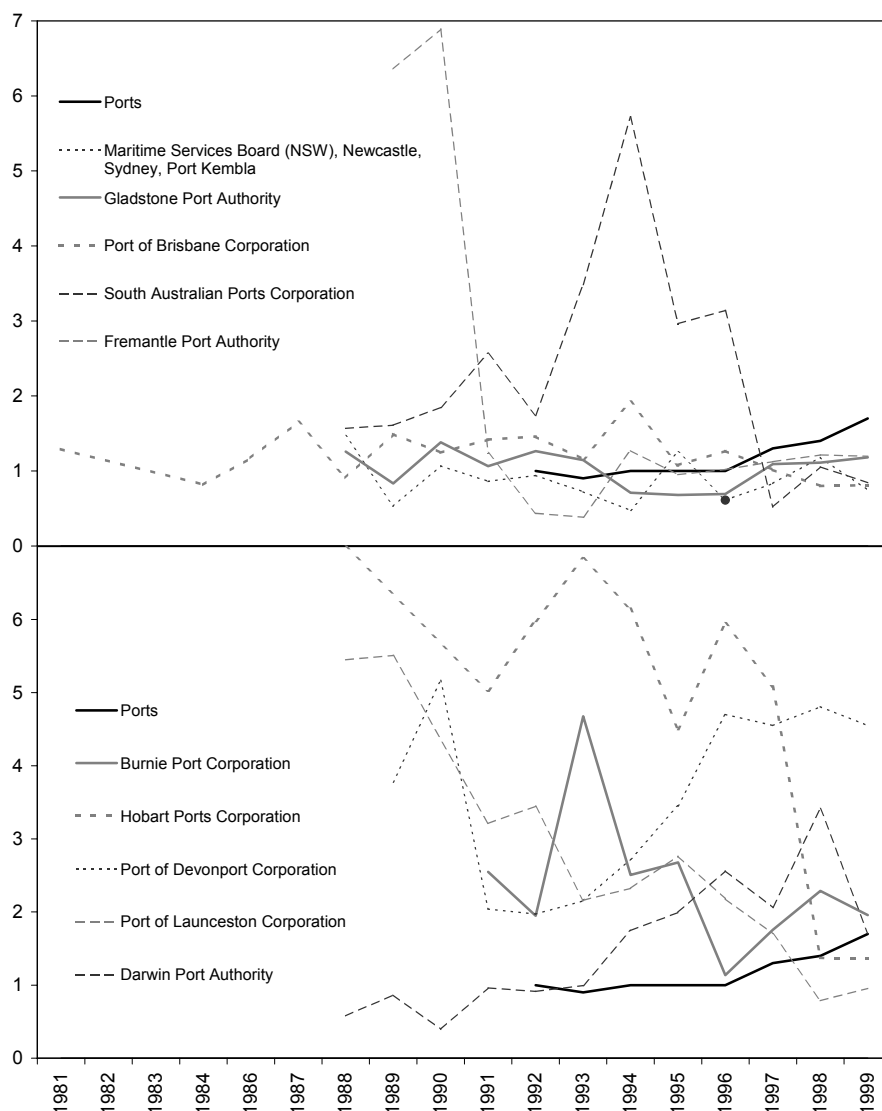 7
6
5
4
3
2
1
0
Ports
Maritime Services Board (NSW), Newcastle,
Sydney, Port Kembla
Gladstone Port Authority
Port of Brisbane Corporation
South Australian Ports Corporation
Fremantle Port Authority
6
5
4
3
2
1
0
Ports
Burnie Port Corporation
Hobart Ports Corporation
Port of Devonport Corporation
Port of Launceston Corporation
Darwin Port Authority
1981
1982
1983
1984
1986
1987
1988
1989
1990
1991
1992
1993
1994
1995
1996
1997
1998
1999